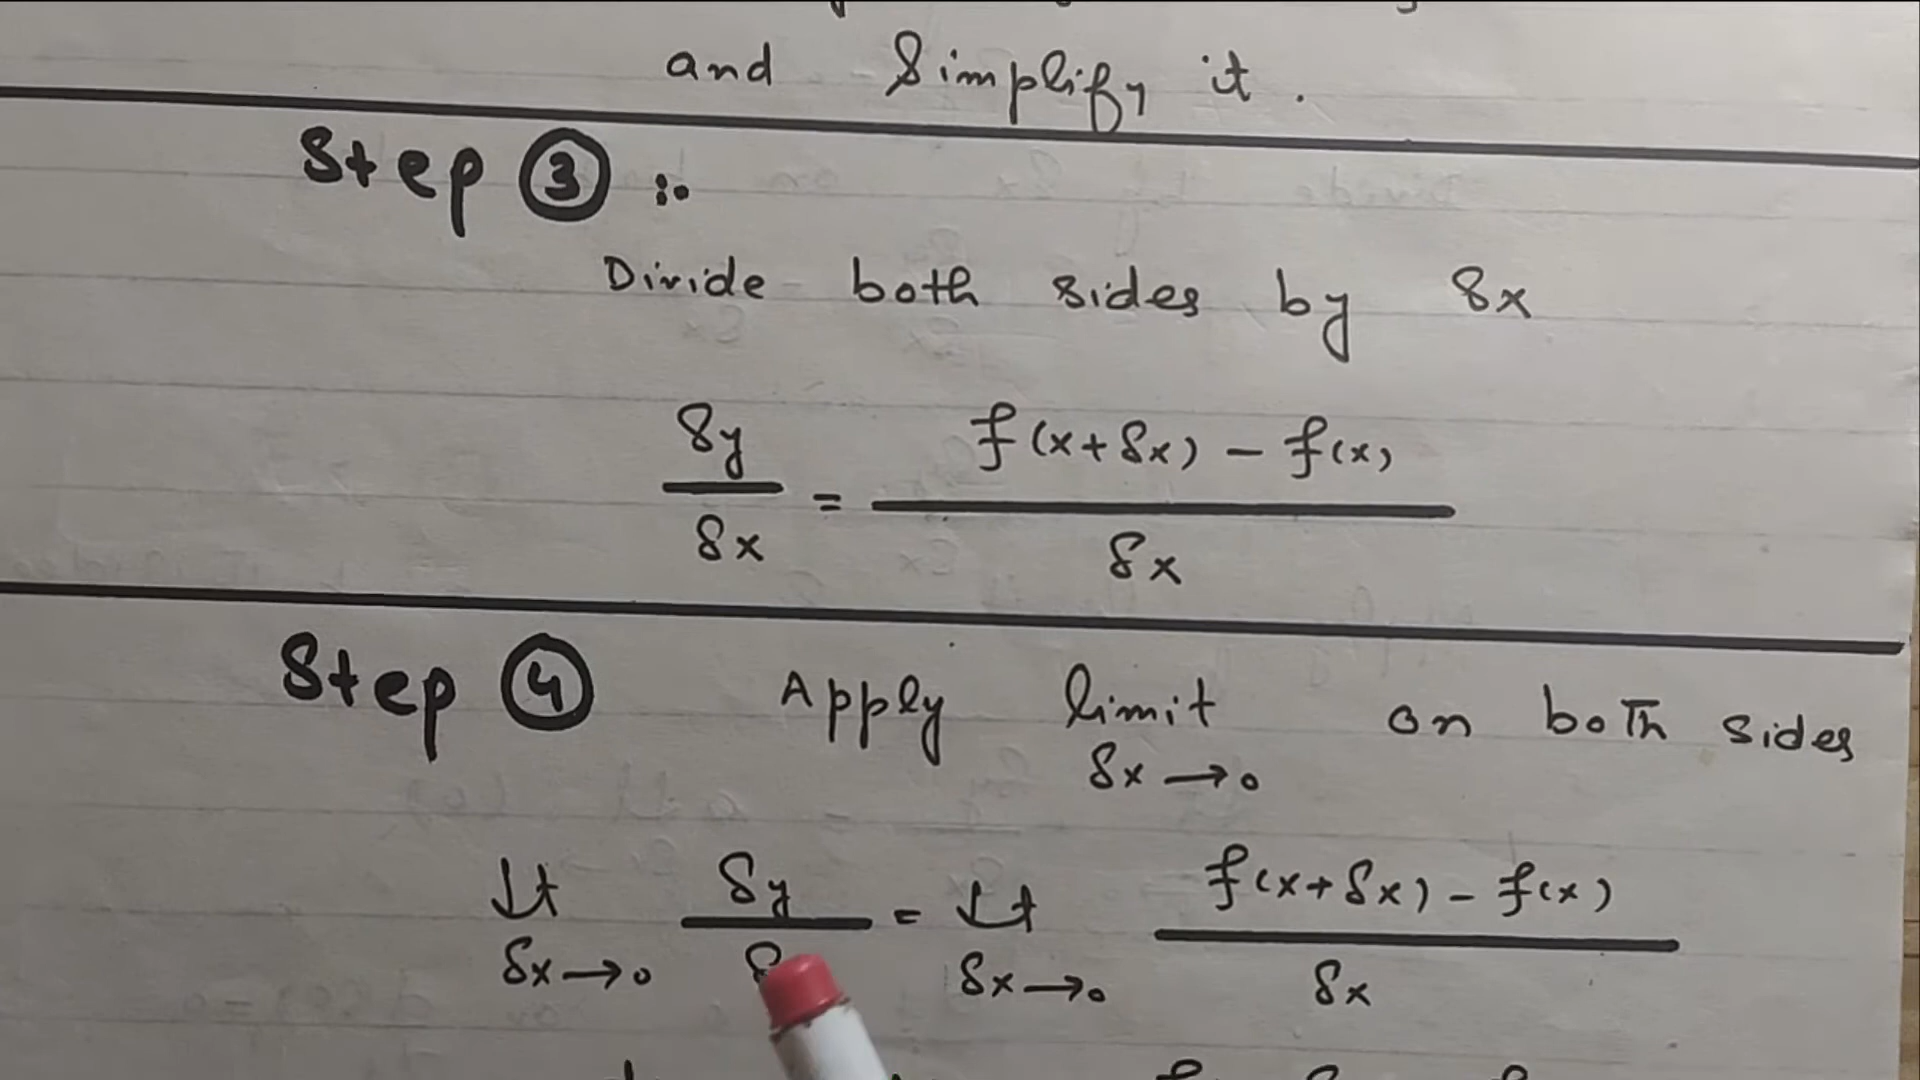 and Simplify it.
Step ③ :.
Divide both sides by δx
δy/δx = f(x+δx) - f(x)/δx
Step ④ Apply limit on both sides
δx→0
Lt δy/δ = Lt f(x+δx) - f(x)/δx
δx→0 δx→0